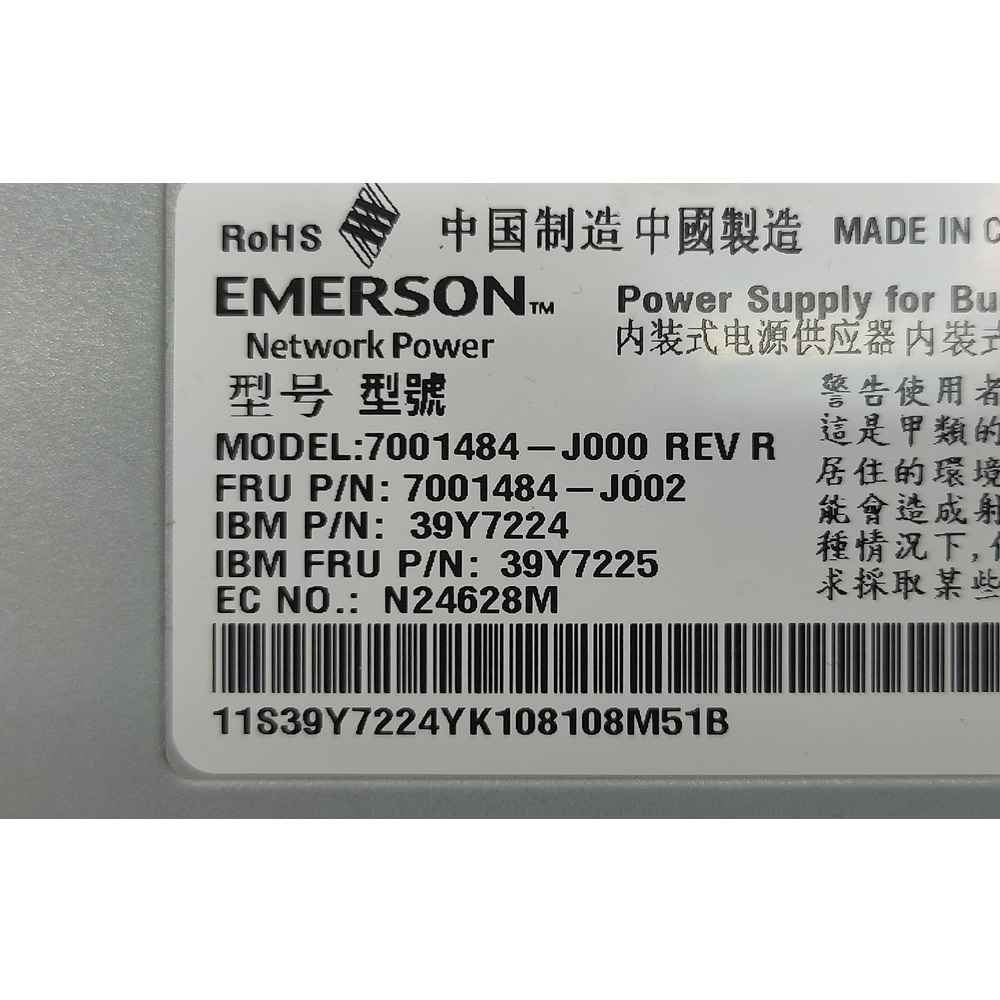 RoHS 中国制造 中國製造 MADE IN C
EMERSON™
Network Power
Power Supply for Bu
内装式电源供应器 内裝式
型号 型號
MODEL:7001484–J000 REV R
FRU P/N: 7001484–J002
IBM P/N: 39Y7224
IBM FRU P/N: 39Y7225
EC NO.: N24628M
警告使用者
這是甲類的
居住的環境
能會造成射
種情況下,
求採取某些
11S39Y7224YK108108M51B